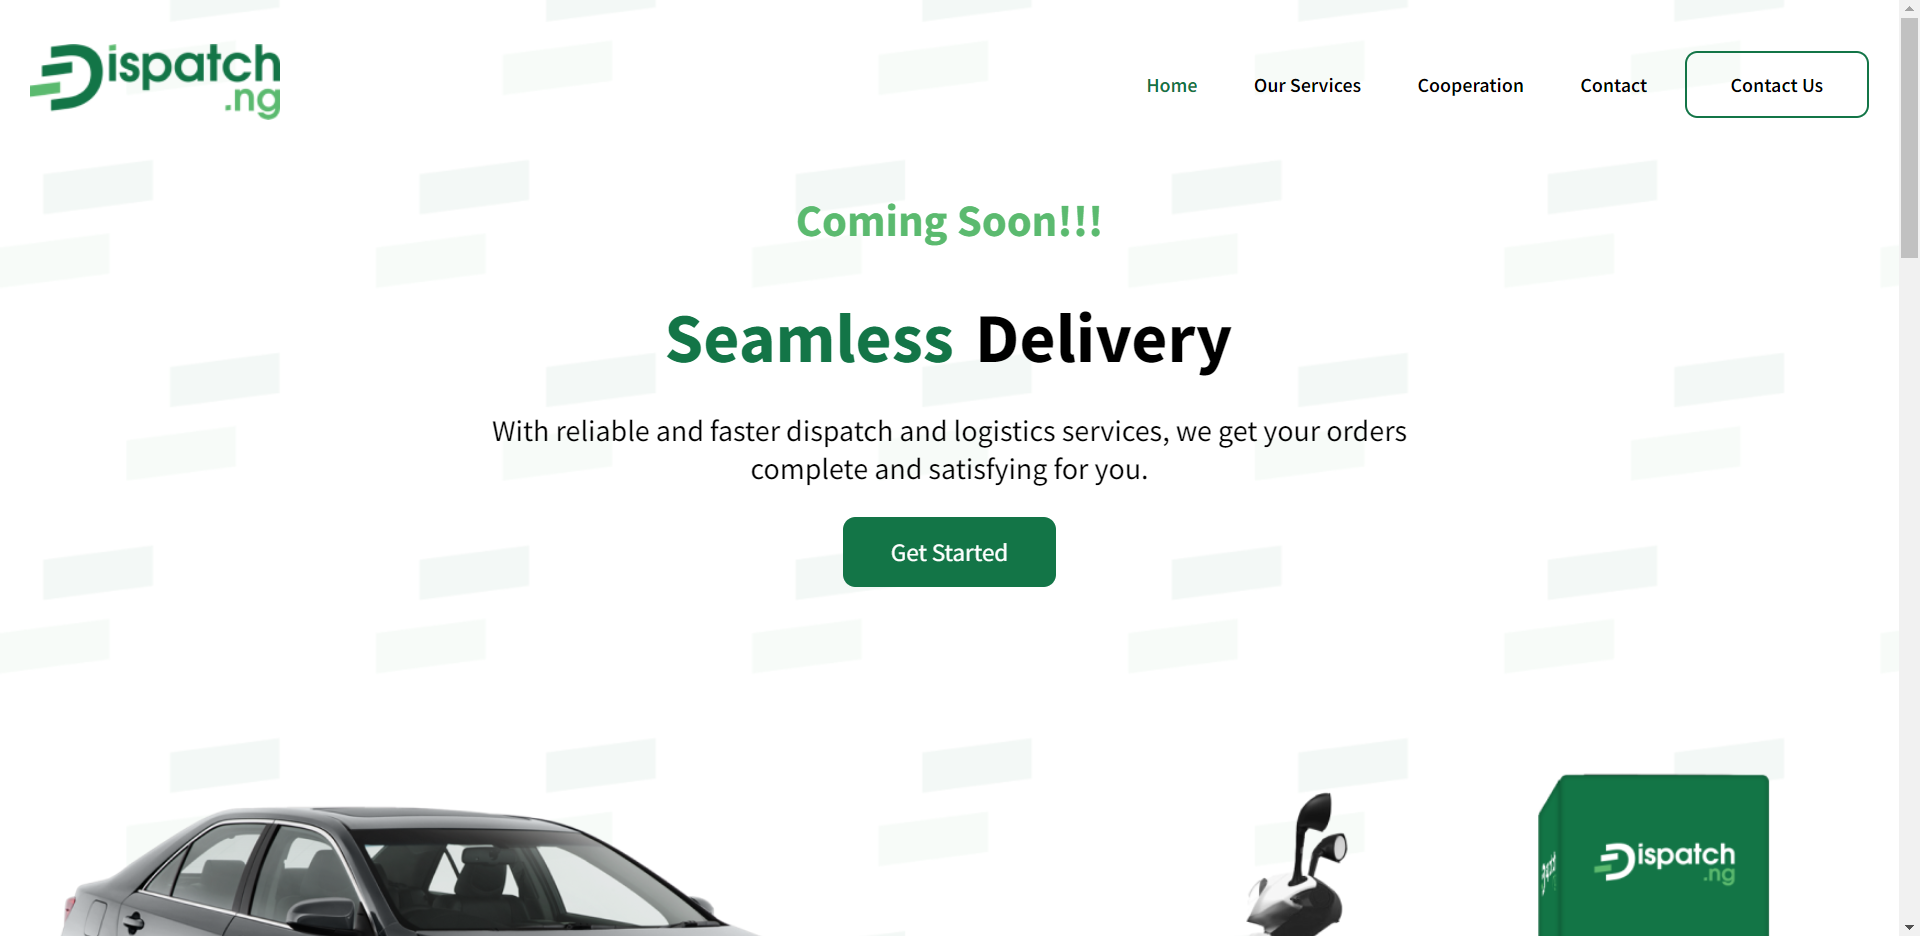 Dispatch
.ng
Home
Our Services
Cooperation
Contact
Contact Us
Coming Soon!!!
Seamless Delivery
With reliable and faster dispatch and logistics services, we get your orders
complete and satisfying for you.
Get Started
Dispatch
.ng